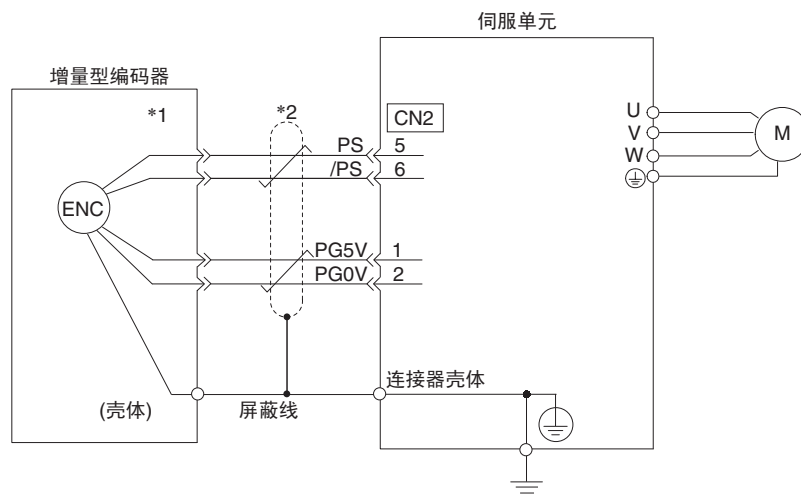 伺服单元
增量型编码器
*1
*2
CN2
U
V
W
M
PS
5
/PS
6
ENC
PG5V
1
PG0V
2
连接器壳体
(壳体)
屏蔽线